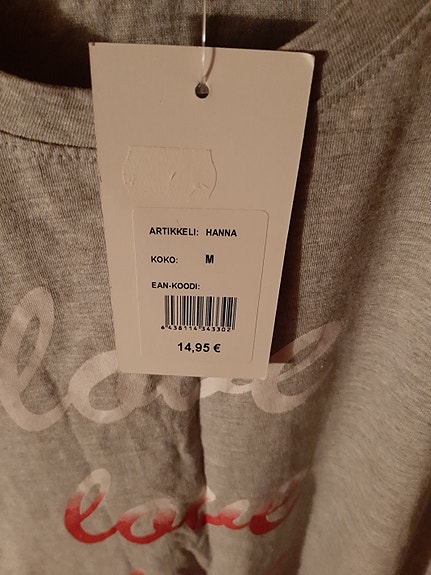 ARTIKKELI: HANNA
KOKO: M
EAN-KOODI:
6438114343302
14,95 €
love
love